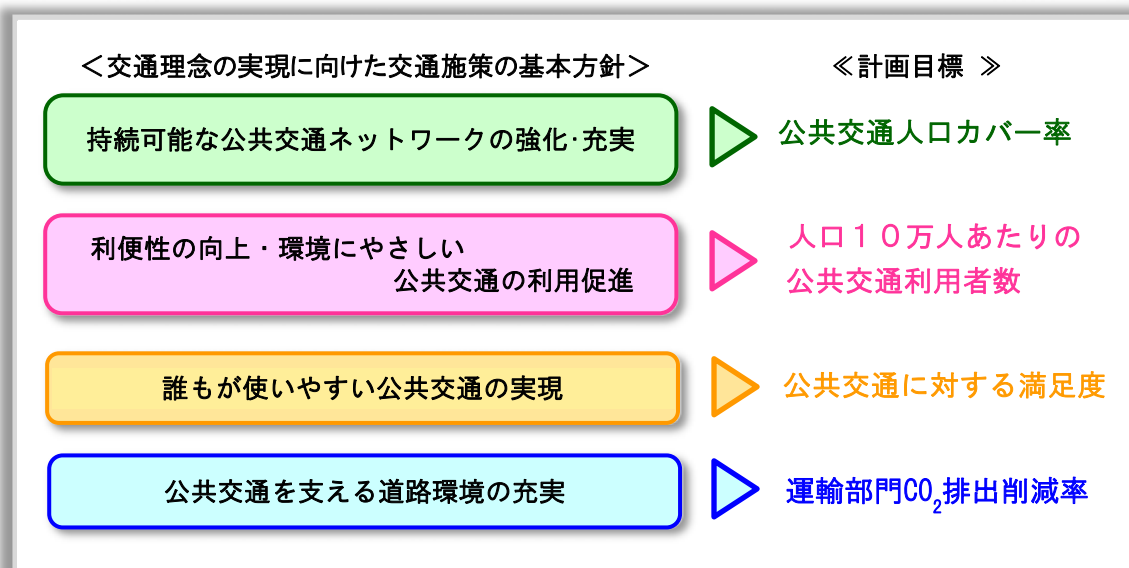 ＜交通理念の実現に向けた交通施策の基本方針＞
≪計画目標 ≫
持続可能な公共交通ネットワークの強化・充実
公共交通人口カバー率
利便性の向上・環境にやさしい
公共交通の利用促進
人口１０万人あたりの
公共交通利用者数
誰もが使いやすい公共交通の実現
公共交通に対する満足度
公共交通を支える道路環境の充実
運輸部門CO₂排出削減率